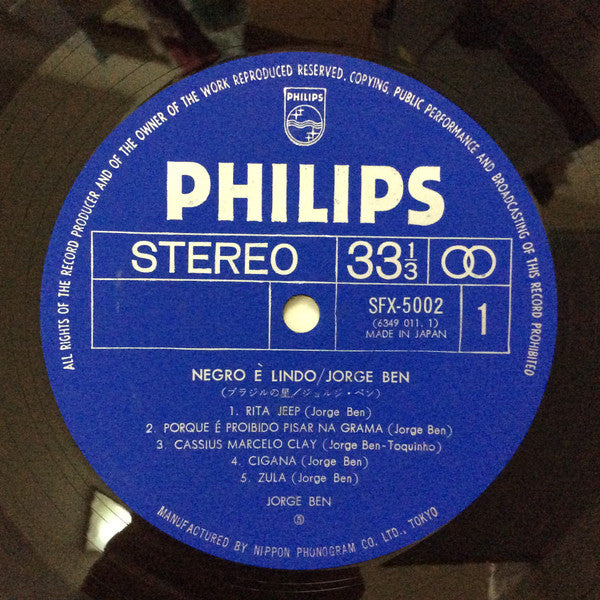 ALL RIGHTS OF THE RECORD PRODUCER AND OF THE OWNER OF THE WORK REPRODUCED RESERVED. COPYING, PUBLIC PERFORMANCE AND BROADCASTING OF THIS RECORD PROHIBITED
PHILIPS
PHILIPS
STEREO 33 1/3
SFX-5002 1
(6349 011. 1)
MADE IN JAPAN
NEGRO È LINDO/JORGE BEN
(ブラジルの星/ジョルジ・ベン)
1. RITA JEEP (Jorge Ben)
2. PORQUE É PROIBIDO PISAR NA GRAMA (Jorge Ben)
3. CASSIUS MARCELO CLAY (Jorge Ben-Toquinho)
4. CIGANA (Jorge Ben)
5. ZULA (Jorge Ben)
JORGE BEN
Ⓢ
MANUFACTURED BY NIPPON PHONOGRAM CO. LTD., TOKYO